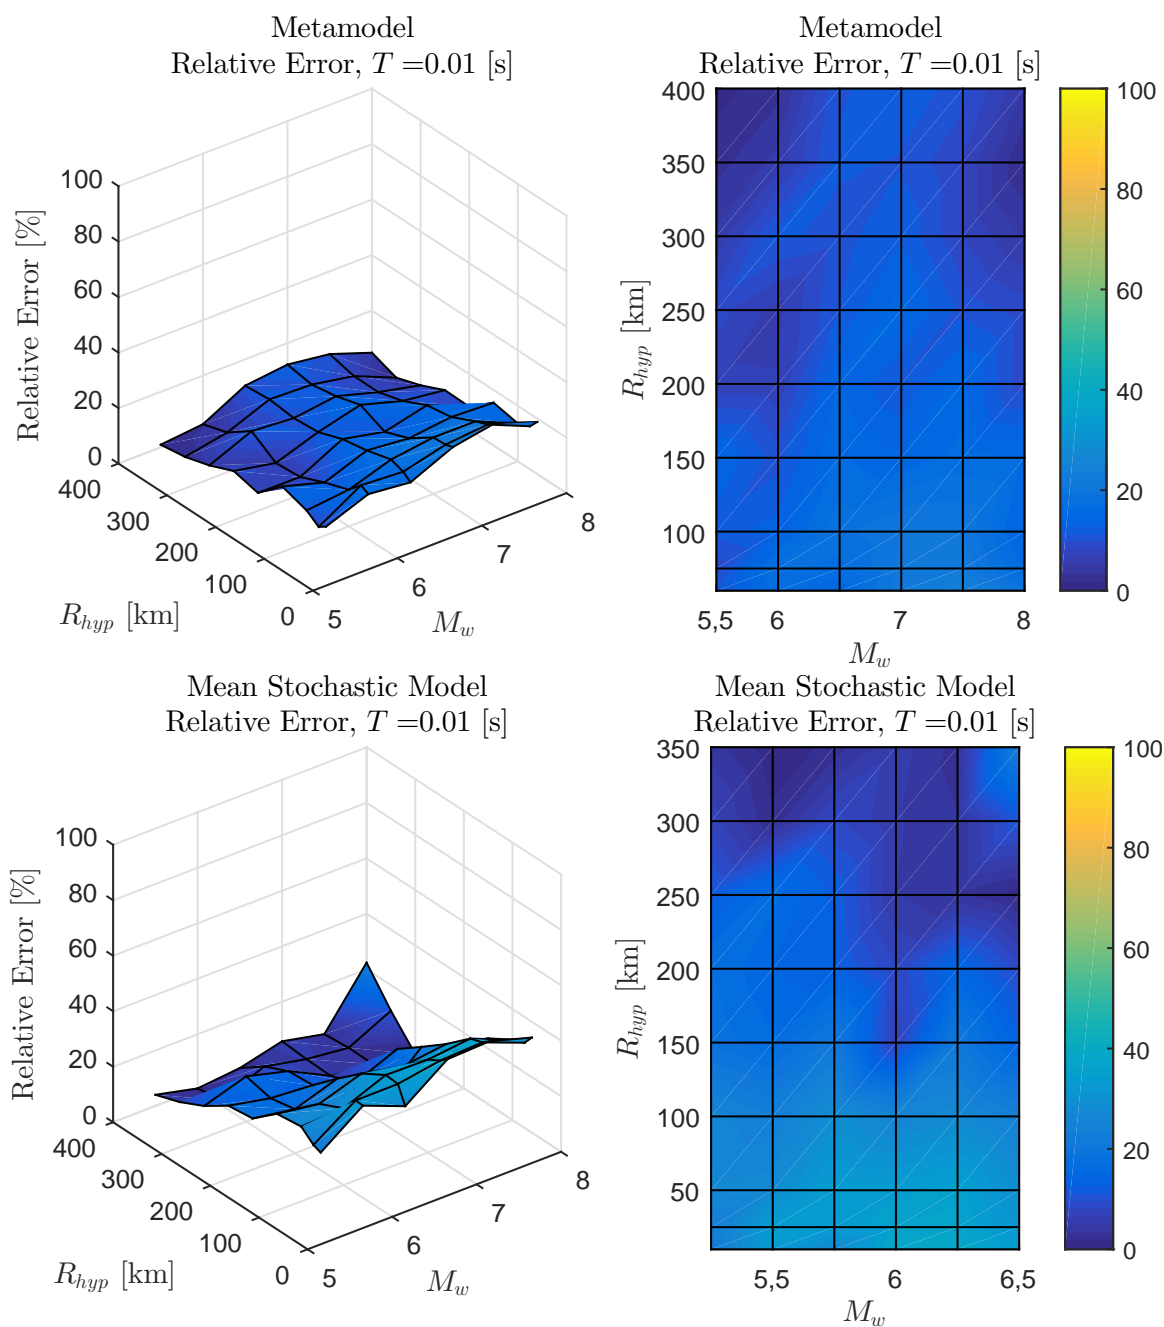 Metamodel
Relative Error, T =0.01 [s]
100
80
60
40
20
0
Relative Error [%]
400
300
200
100
0
R_hyp [km]
5
6
7
8
M_w
Metamodel
Relative Error, T =0.01 [s]
400
350
300
250
200
150
100
R_hyp [km]
5,5 6 7 8
M_w
100
80
60
40
20
0
Mean Stochastic Model
Relative Error, T =0.01 [s]
100
80
60
40
20
0
Relative Error [%]
400
300
200
100
0
R_hyp [km]
5
6
7
8
M_w
Mean Stochastic Model
Relative Error, T =0.01 [s]
350
300
250
200
150
100
50
R_hyp [km]
5,5 6 6,5
M_w
100
80
60
40
20
0